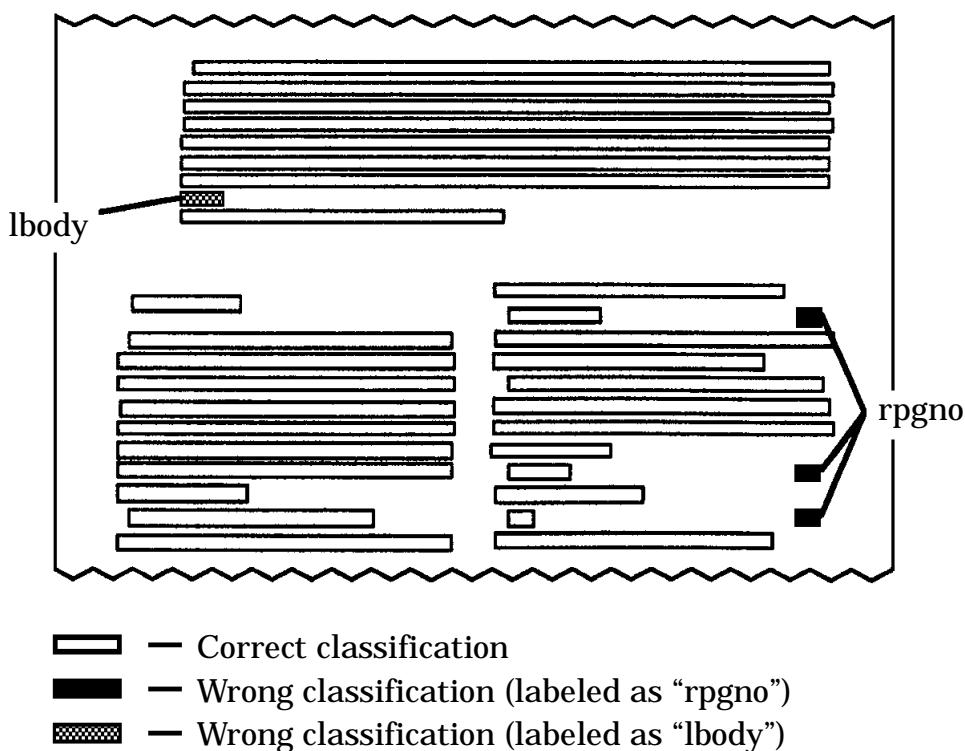 lbody
rpgno
— Correct classification
— Wrong classification (labeled as “rpgno”)
— Wrong classification (labeled as “lbody”)